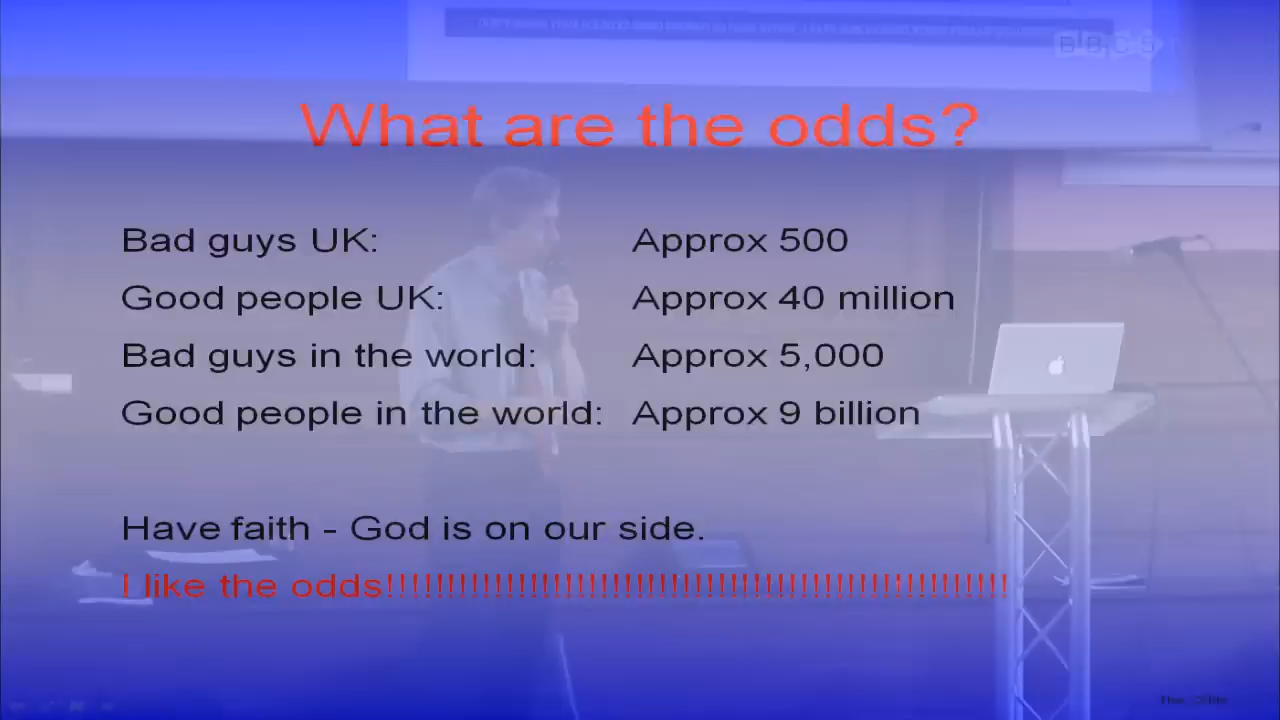 BBC5
What are the odds?
Bad guys UK: Approx 500
Good people UK: Approx 40 million
Bad guys in the world: Approx 5,000
Good people in the world: Approx 9 billion
Have faith - God is on our side.
I like the odds!!!!!!!!!!!!!!!!!!!!!!!!!!!!!!!!!!!!!!!!!!!!!!!!!!!!!